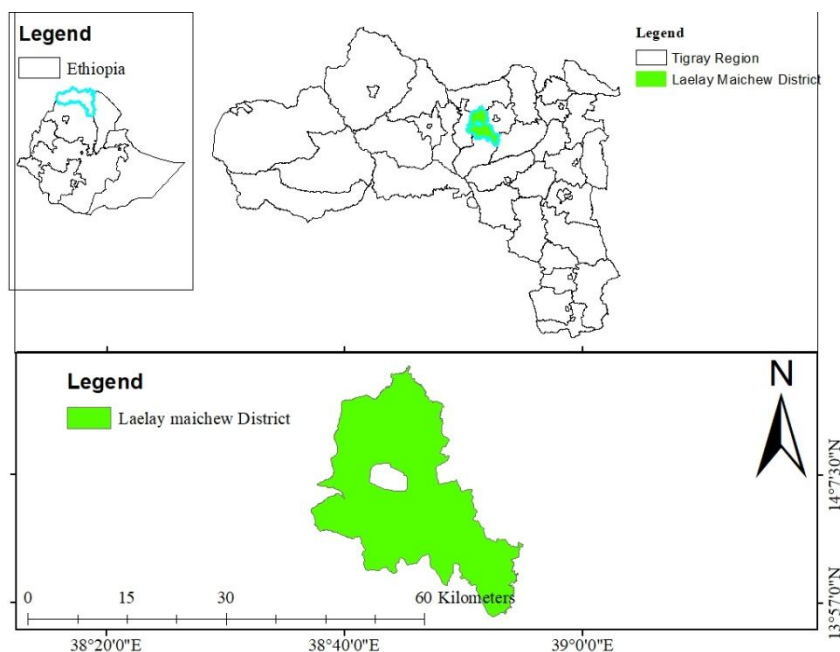 Legend
Ethiopia
Legend
Tigray Region
Laelay Maichew District
Legend
Laelay maichew District
N
14°7'30"N
13°57'0"N
0 15 30 60 Kilometers
38°20'0"E 38°40'0"E 39°0'0"E